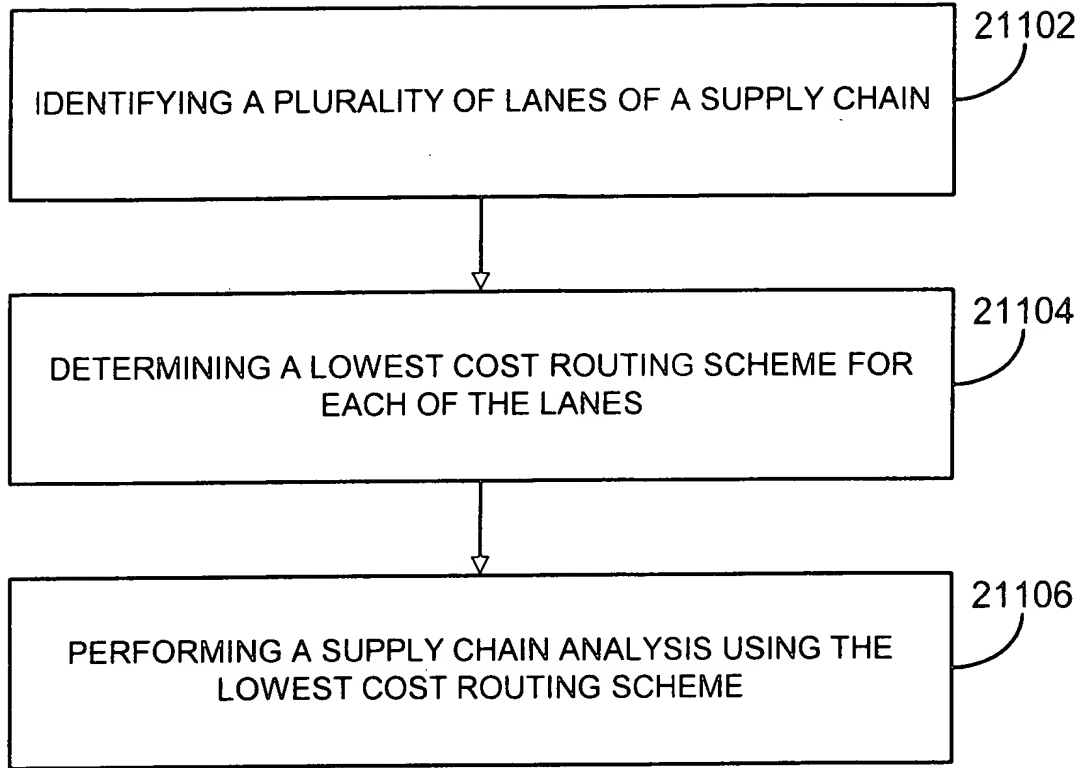 21102
IDENTIFYING A PLURALITY OF LANES OF A SUPPLY CHAIN
21104
DETERMINING A LOWEST COST ROUTING SCHEME FOR
EACH OF THE LANES
21106
PERFORMING A SUPPLY CHAIN ANALYSIS USING THE
LOWEST COST ROUTING SCHEME